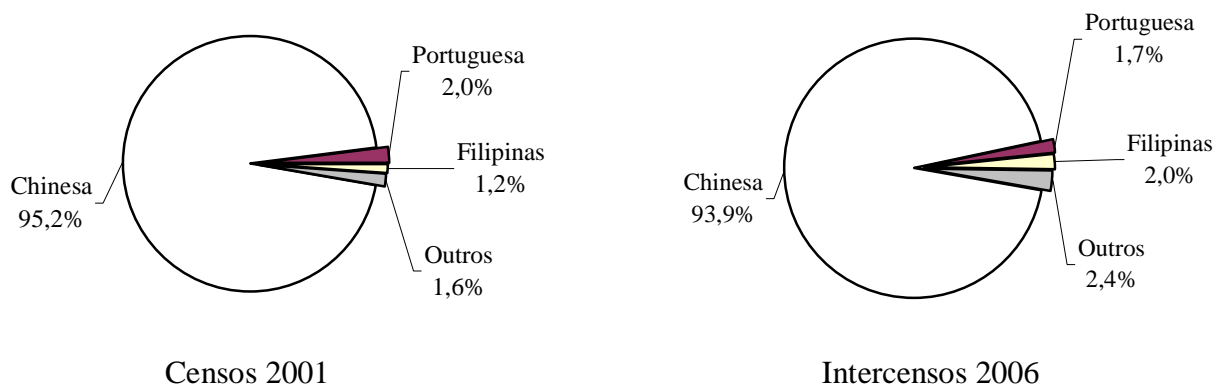 Portuguesa
2,0%
Filipinas
1,2%
Chinesa
95,2%
Outros
1,6%
Censos 2001
Portuguesa
1,7%
Filipinas
2,0%
Chinesa
93,9%
Outros
2,4%
Intercensos 2006